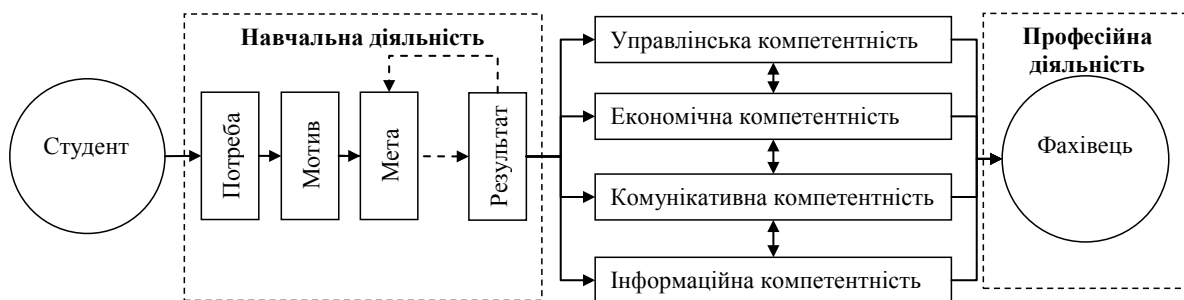 Студент
Навчальна діяльність
Потреба
Мотив
Мета
Результат
Управлінська компетентність
Економічна компетентність
Комунікативна компетентність
Інформаційна компетентність
Професійна
діяльність
Фахівець